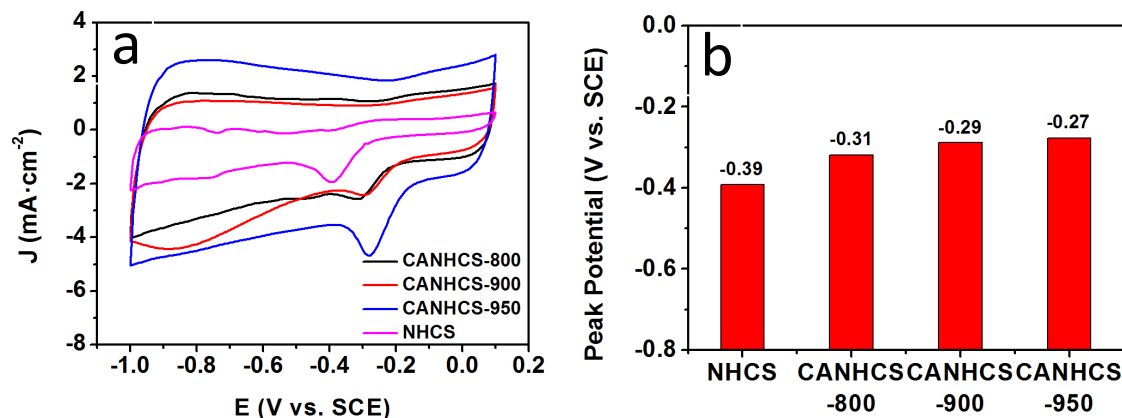 a
4
2
0
-2
-4
-6
-8
J (mA·cm-2)
-1.0
-0.8
-0.6
-0.4
-0.2
0.0
0.2
E (V vs. SCE)
CANHCS-800
CANHCS-900
CANHCS-950
NHCS
b
0.0
-0.2
-0.4
-0.6
-0.8
Peak Potential (V vs. SCE)
-0.39
-0.31
-0.29
-0.27
NHCS
CANHCS
-800
CANHCS
-900
CANHCS
-950